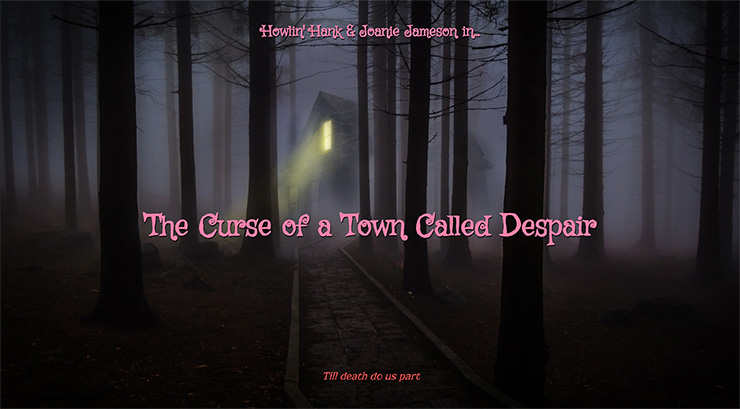 Howlin' Hank & Joanie Jameson in...
The Curse of a Town Called Despair
Till death do us part